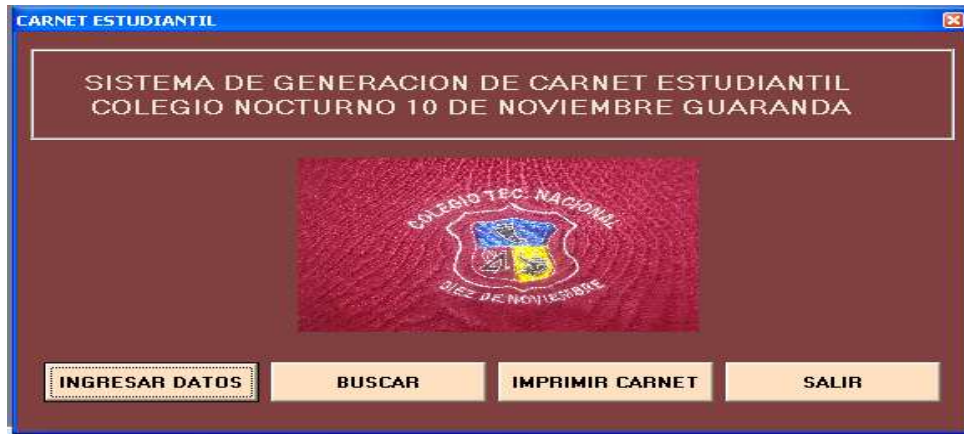 CARNET ESTUDIANTIL
SISTEMA DE GENERACION DE CARNET ESTUDIANTIL
COLEGIO NOCTURNO 10 DE NOVIEMBRE GUARANDA
COLEGIO TEC. NACIONAL
DIEZ DE NOVIEMBRE
INGRESAR DATOS
BUSCAR
IMPRIMIR CARNET
SALIR